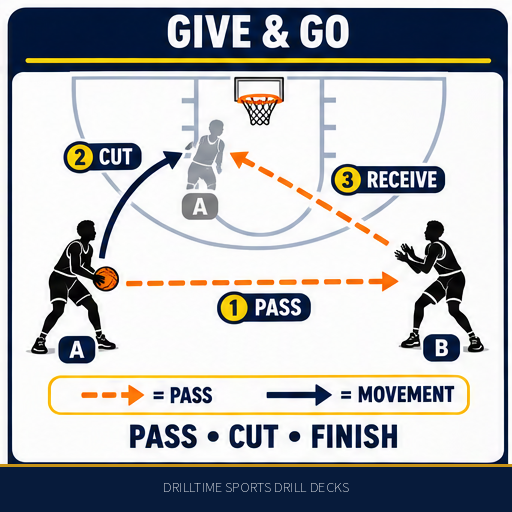 GIVE & GO
2 CUT
3 RECEIVE
A
1 PASS
A
B
= PASS
= MOVEMENT
PASS • CUT • FINISH
DRILLTIME SPORTS DRILL DECKS